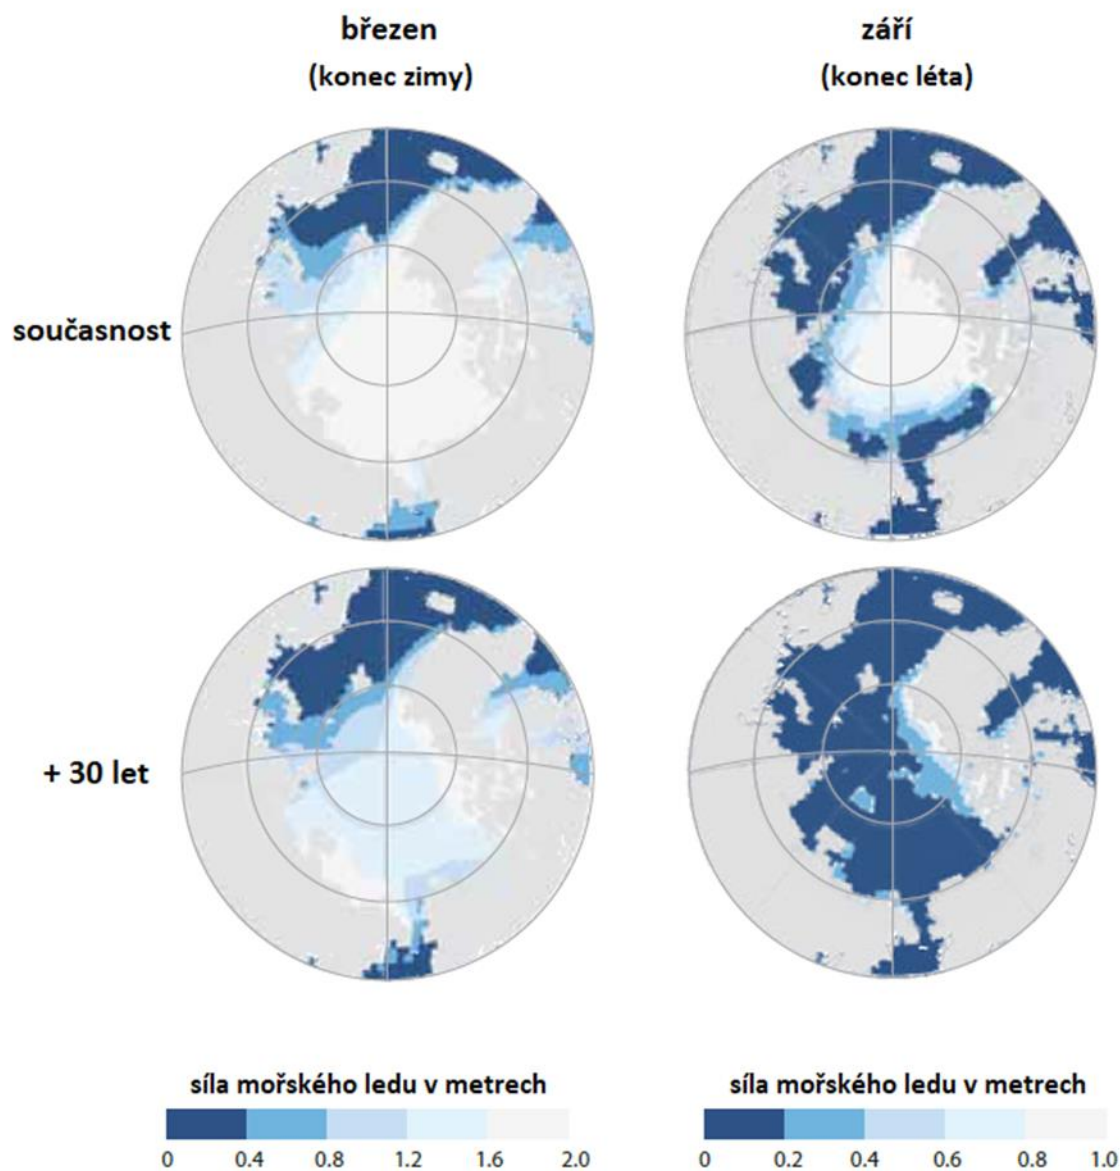 březen
(konec zimy)
září
(konec léta)
současnost
+ 30 let
síla mořského ledu v metrech
0 0.4 0.8 1.2 1.6 2.0
síla mořského ledu v metrech
0 0.2 0.4 0.6 0.8 1.0